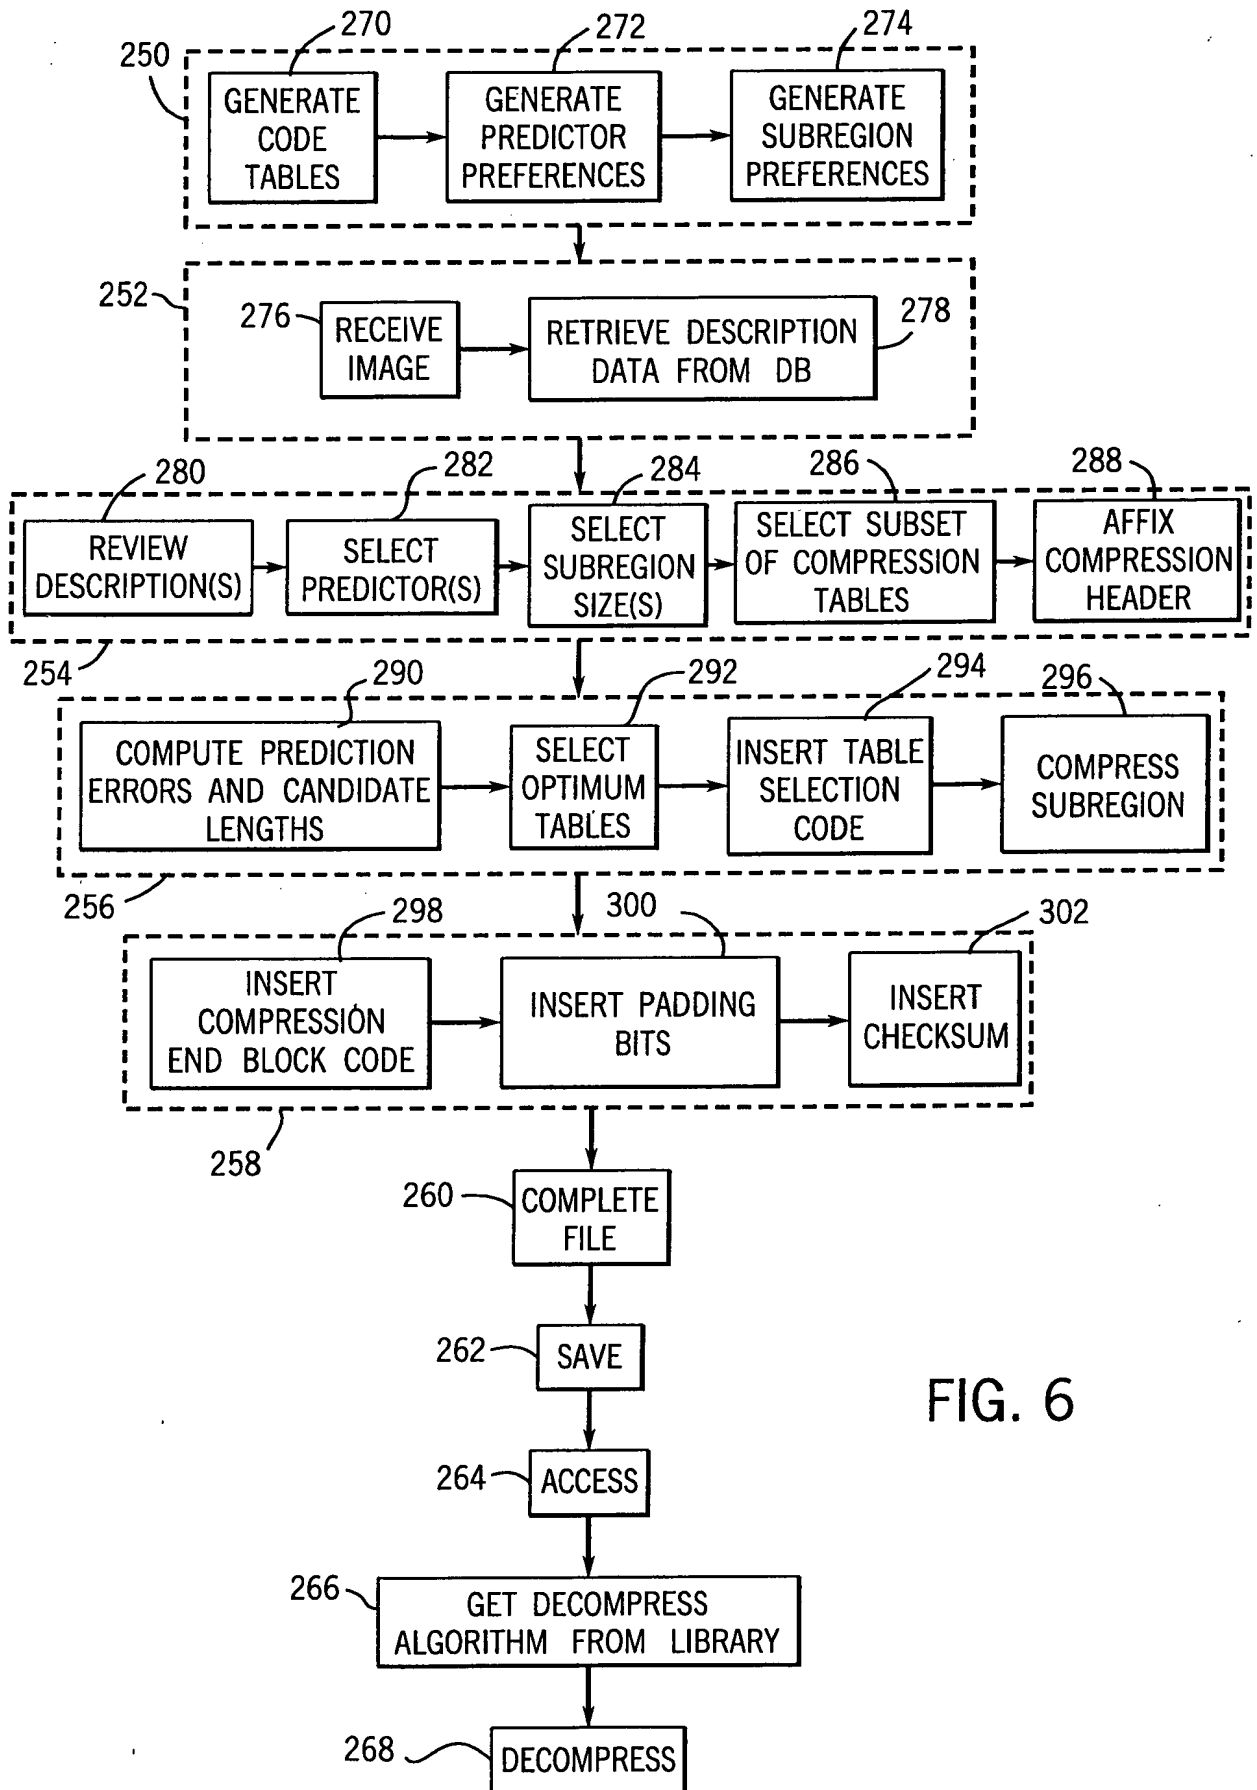 270
272
274
250
GENERATE
CODE
TABLES
GENERATE
PREDICTOR
PREFERENCES
GENERATE
SUBREGION
PREFERENCES
252
276
RECEIVE
IMAGE
RETRIEVE DESCRIPTION
DATA FROM DB
278
280
282
284
286
288
REVIEW
DESCRIPTION(S)
SELECT
PREDICTOR(S)
SELECT
SUBREGION
SIZE(S)
SELECT SUBSET
OF COMPRESSION
TABLES
AFFIX
COMPRESSION
HEADER
254
290
292
294
296
COMPUTE PREDICTION
ERRORS AND CANDIDATE
LENGTHS
SELECT
OPTIMUM
TABLES
INSERT TABLE
SELECTION
CODE
COMPRESS
SUBREGION
256
298
300
302
INSERT
COMPRESSION
END BLOCK CODE
INSERT PADDING
BITS
INSERT
CHECKSUM
258
260
COMPLETE
FILE
262
SAVE
264
ACCESS
266
GET DECOMPRESS
ALGORITHM FROM LIBRARY
268
DECOMPRESS
FIG. 6